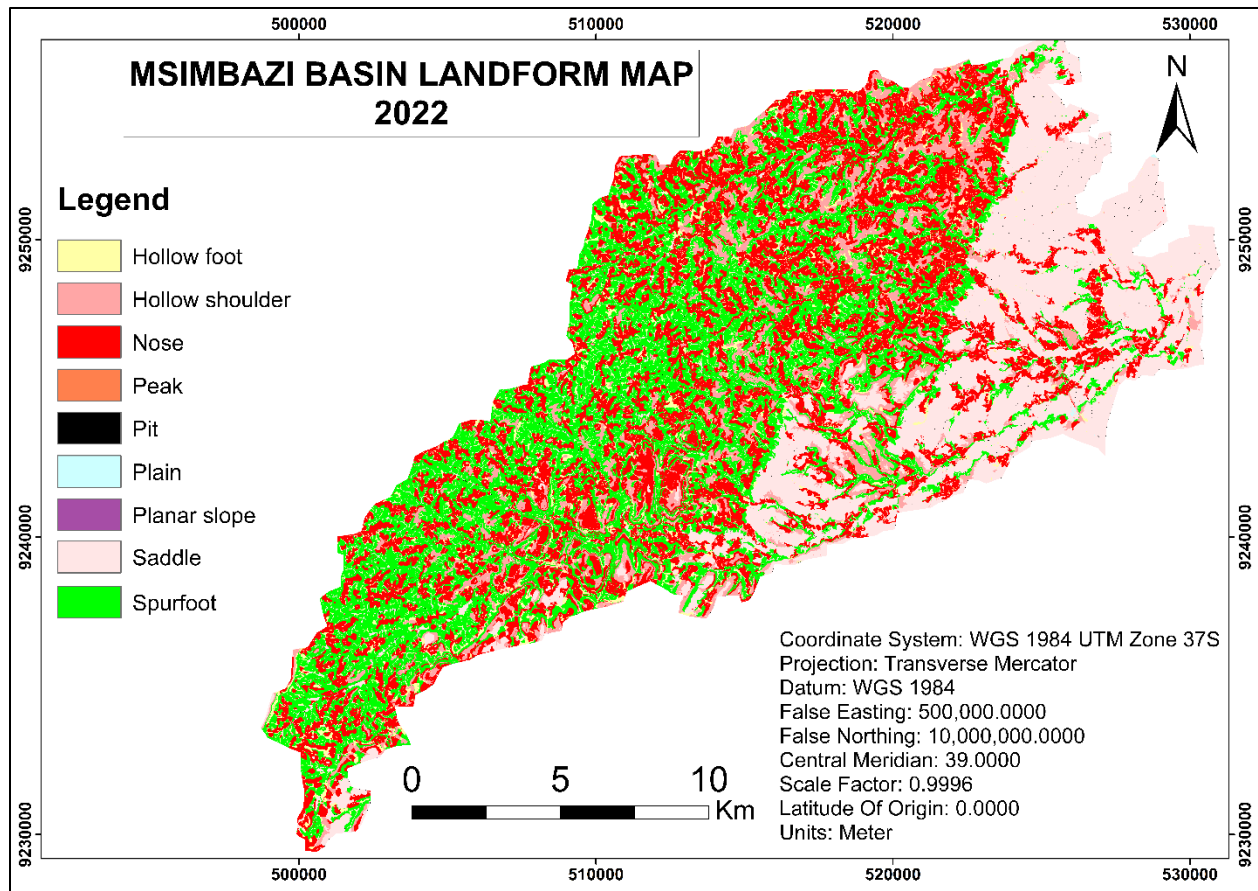 500000
510000
520000
530000
MSIMBAZI BASIN LANDFORM MAP
2022
N
Legend
Hollow foot
Hollow shoulder
Nose
Peak
Pit
Plain
Planar slope
Saddle
Spurfoot
9250000
9240000
9230000
9250000
9240000
9230000
Coordinate System: WGS 1984 UTM Zone 37S
Projection: Transverse Mercator
Datum: WGS 1984
False Easting: 500,000.0000
False Northing: 10,000,000.0000
Central Meridian: 39.0000
Scale Factor: 0.9996
Latitude Of Origin: 0.0000
Units: Meter
0 5 10
Km
500000
510000
520000
530000